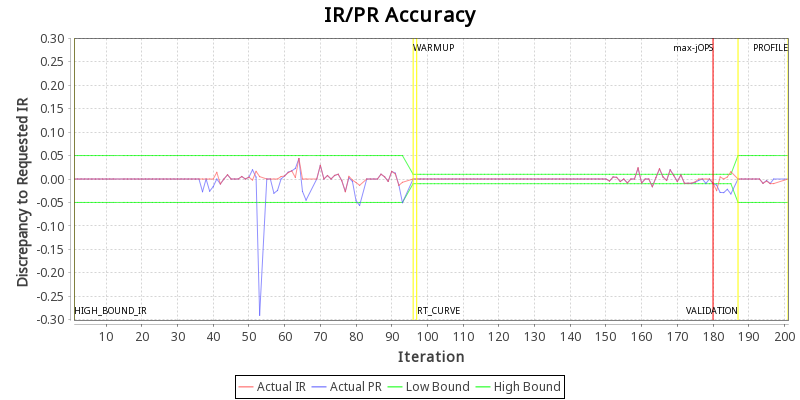 IR/PR Accuracy
Discrepancy to Requested IR
0.30
0.25
0.20
0.15
0.10
0.05
0.00
-0.05
-0.10
-0.15
-0.20
-0.25
-0.30
WARMUP
max-jOPS
PROFILE
HIGH_BOUND_IR
RT_CURVE
VALIDATION
10 20 30 40 50 60 70 80 90 100 110 120 130 140 150 160 170 180 190 200
Iteration
Actual IR Actual PR Low Bound High Bound